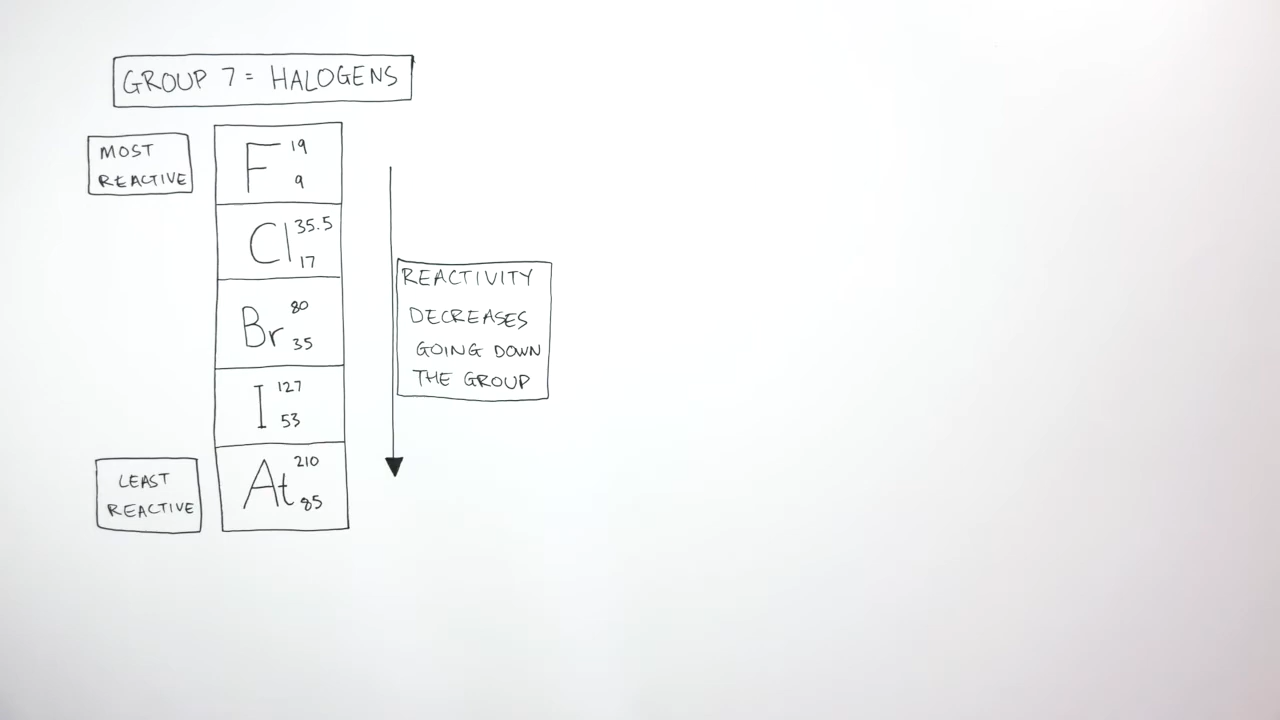 GROUP 7 = HALOGENS
MOST
REACTIVE
F 19
9
Cl 35.5
17
Br 80
35
I 127
53
At 210
85
REACTIVITY
DECREASES
GOING DOWN
THE GROUP
LEAST
REACTIVE